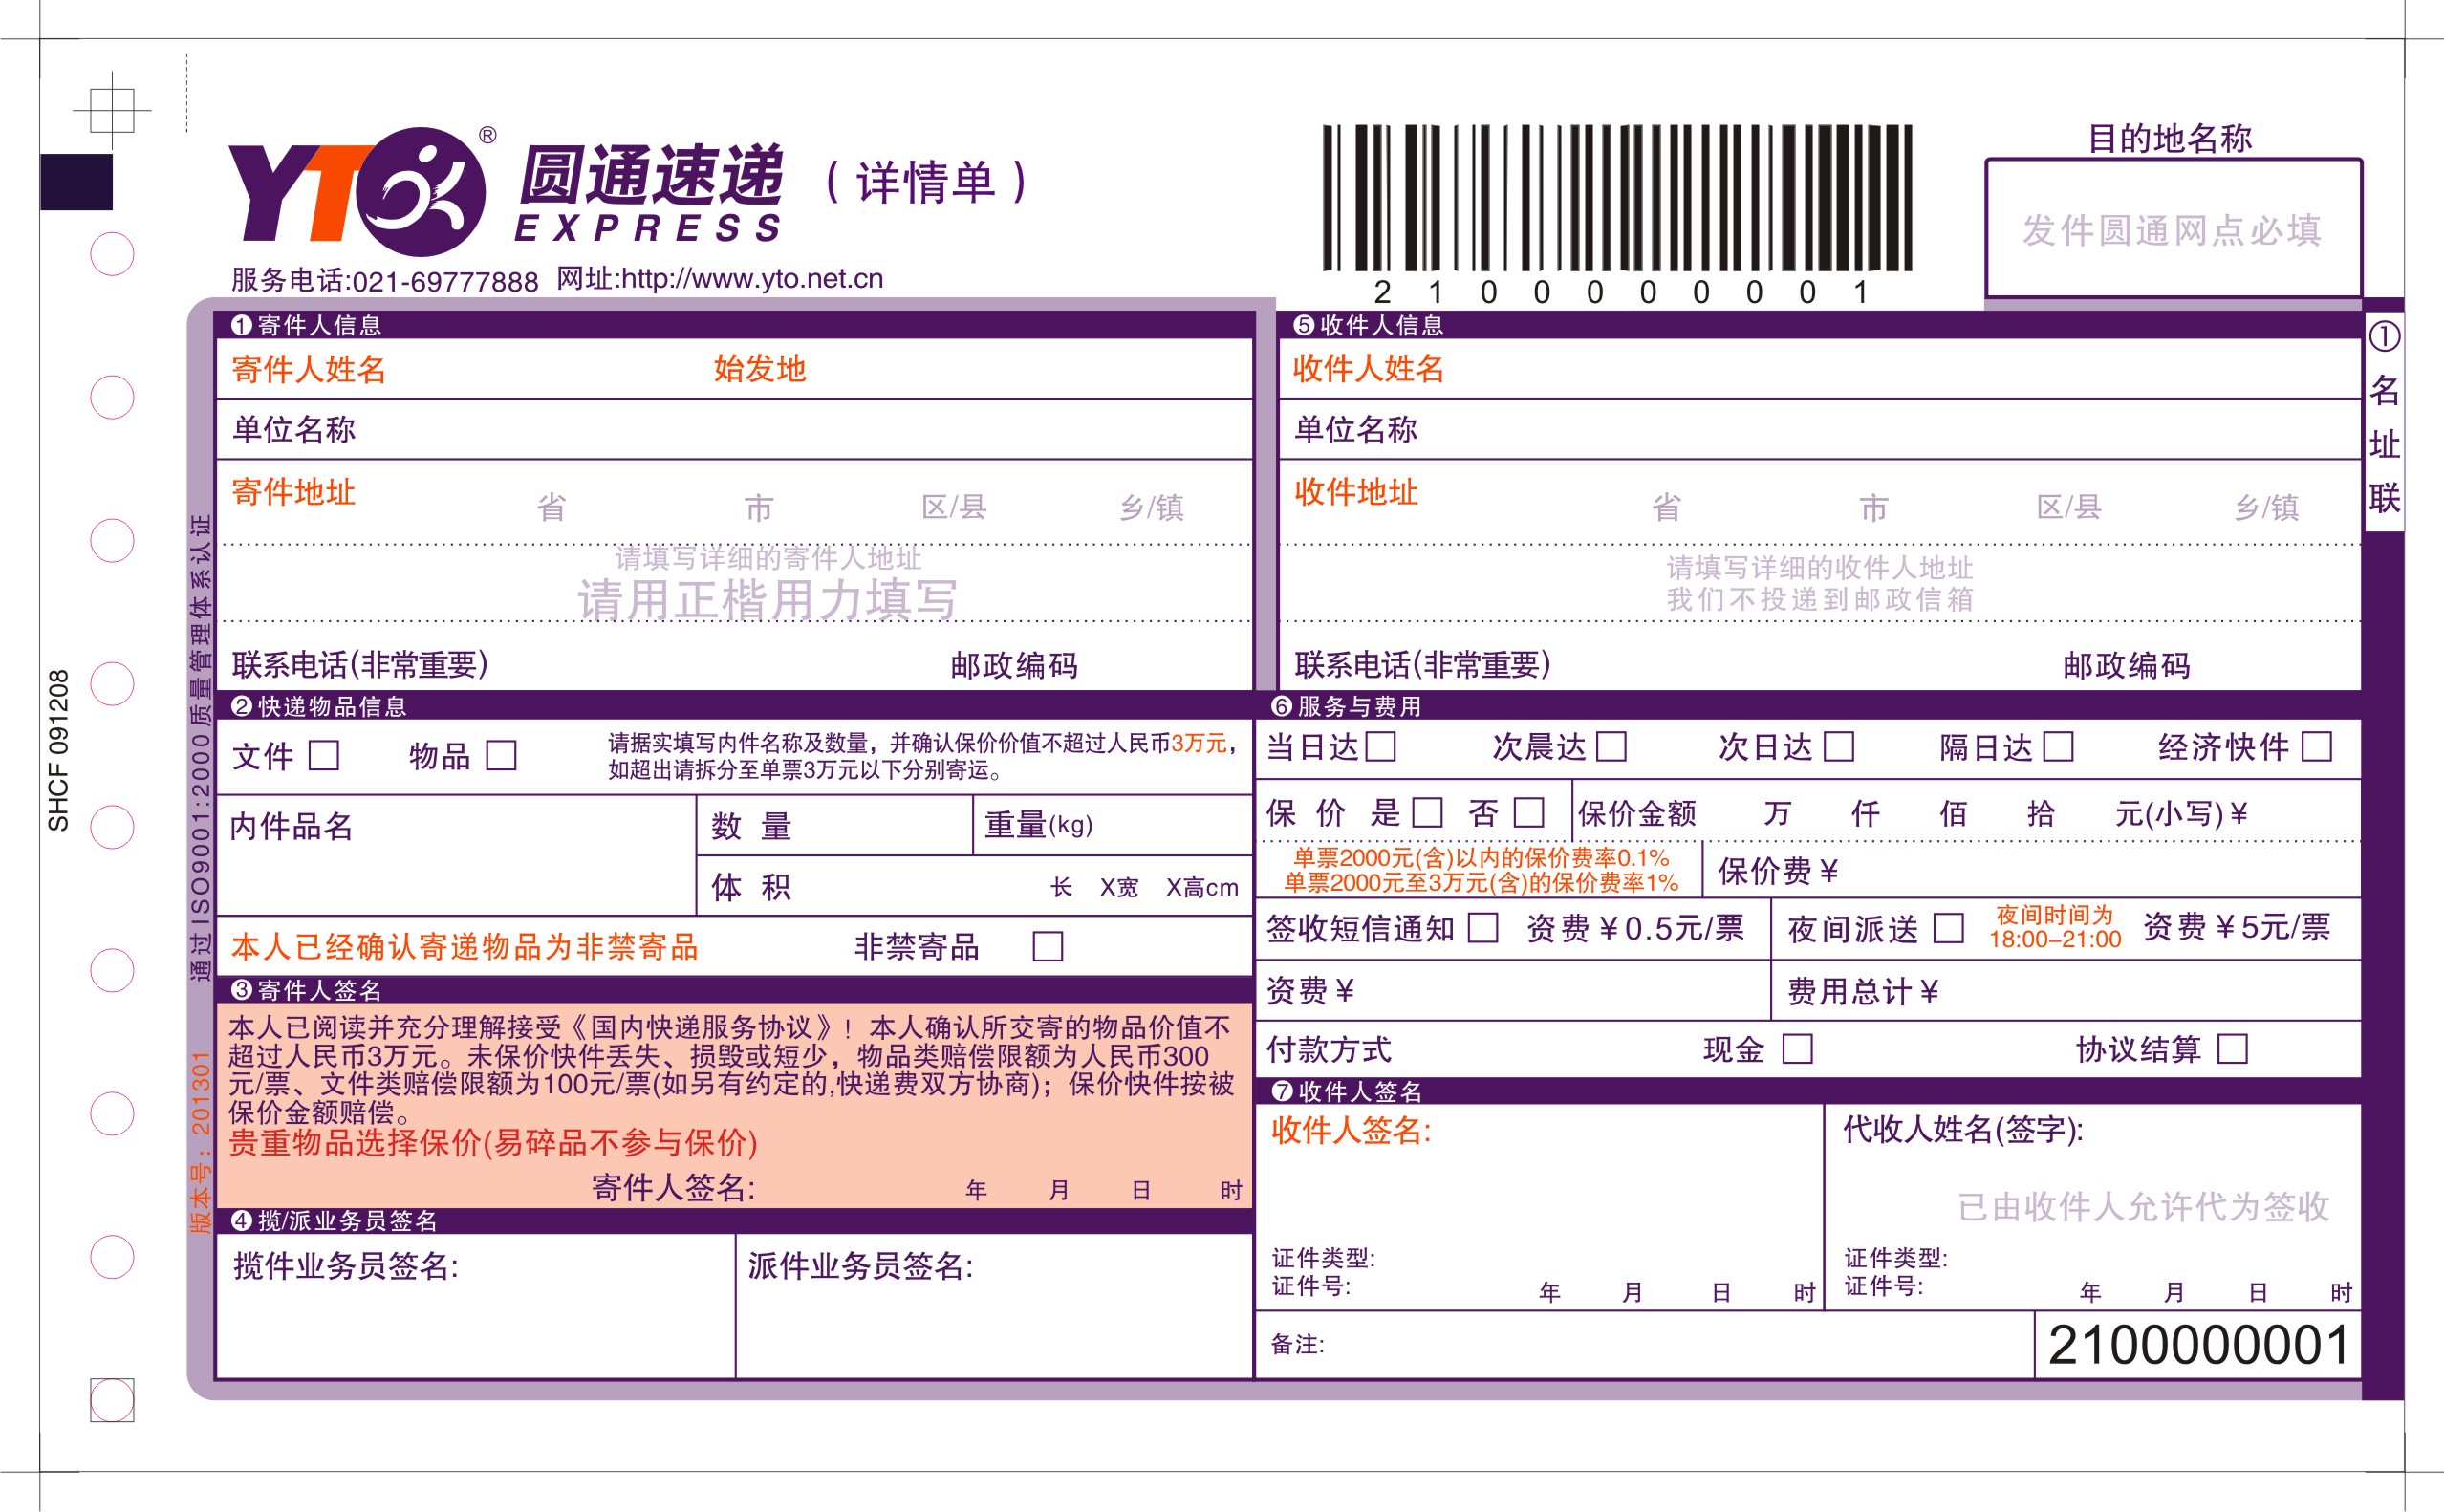 YTO®
圆通速递
EXPRESS
(详情单)
服务电话:021-69777888 网址:http://www.yto.net.cn
2100000001
目的地名称
发件圆通网点必填
❶寄件人信息
寄件人姓名 始发地
单位名称
寄件地址 省 市 区/县 乡/镇
请填写详细的寄件人地址
请用正楷用力填写
联系电话(非常重要) 邮政编码
❺收件人信息
收件人姓名
单位名称
收件地址 省 市 区/县 乡/镇
请填写详细的收件人地址
我们不投递到邮政信箱
联系电话(非常重要) 邮政编码
①名址联
❷快递物品信息
文件 物品
请据实填写内件名称及数量，并确认保价价值不超过人民币3万元，
如超出请拆分至单票3万元以下分别寄运。
内件品名 数量 重量(kg)
体积 长 X宽 X高cm
本人已经确认寄递物品为非禁寄品 非禁寄品
❸寄件人签名
本人已阅读并充分理解接受《国内快递服务协议》！本人确认所交寄的物品价值不
超过人民币3万元。未保价快件丢失、损毁或短少，物品类赔偿限额为人民币300
元/票、文件类赔偿限额为100元/票(如另有约定的,快递费双方协商)；保价快件按被
保价金额赔偿。
贵重物品选择保价(易碎品不参与保价)
寄件人签名: 年 月 日 时
❹揽/派业务员签名
揽件业务员签名: 派件业务员签名:
❻服务与费用
当日达 次晨达 次日达 隔日达 经济快件
保价 是 否 保价金额 万 仟 佰 拾 元(小写)¥
单票2000元(含)以内的保价费率0.1%
单票2000元至3万元(含)的保价费率1%
保价费¥
签收短信通知 资费¥0.5元/票 夜间派送 夜间时间为
18:00-21:00 资费¥5元/票
资费¥ 费用总计¥
付款方式 现金 协议结算
❼收件人签名
收件人签名:
证件类型:
证件号: 年 月 日 时
代收人姓名(签字):
已由收件人允许代为签收
证件类型:
证件号: 年 月 日 时
备注: 2100000001
通过ISO9001:2000质量管理体系认证
版本号：201301
SHCF 091208